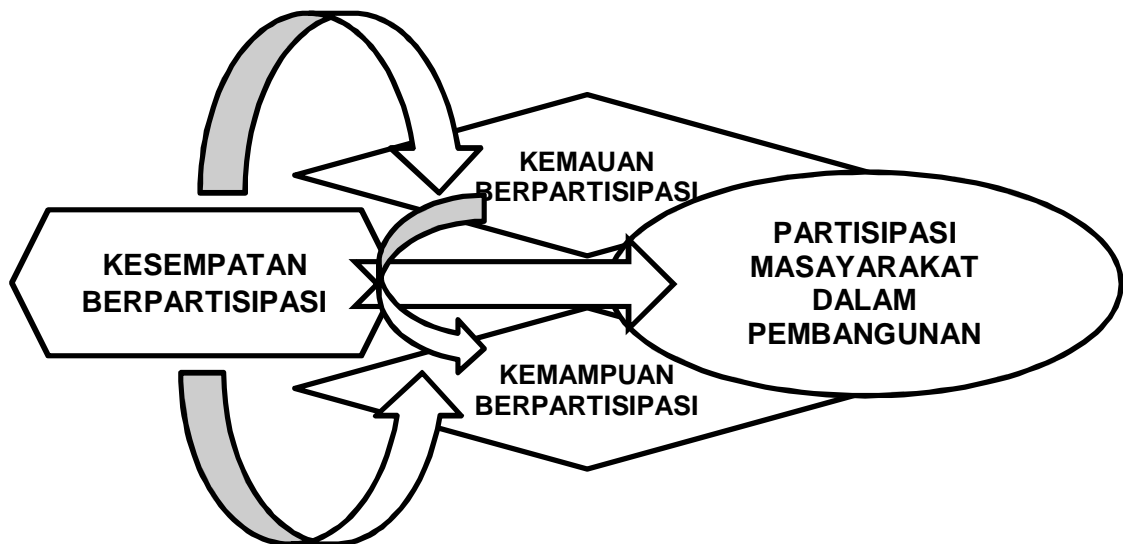 KEMAUAN
BERPARTISIPASI
KESEMPATAN
BERPARTISIPASI
PARTISIPASI
MASAYARAKAT
DALAM
PEMBANGUNAN
KEMAMPUAN
BERPARTISIPASI